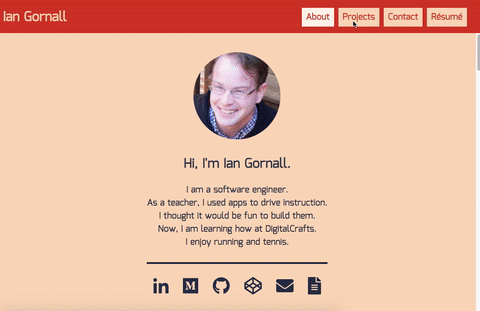 Ian Gornall
About
Projects
Contact
Résumé
Hi, I'm Ian Gornall.
I am a software engineer.
As a teacher, I used apps to drive instruction.
I thought it would be fun to build them.
Now, I am learning how at DigitalCrafts.
I enjoy running and tennis.